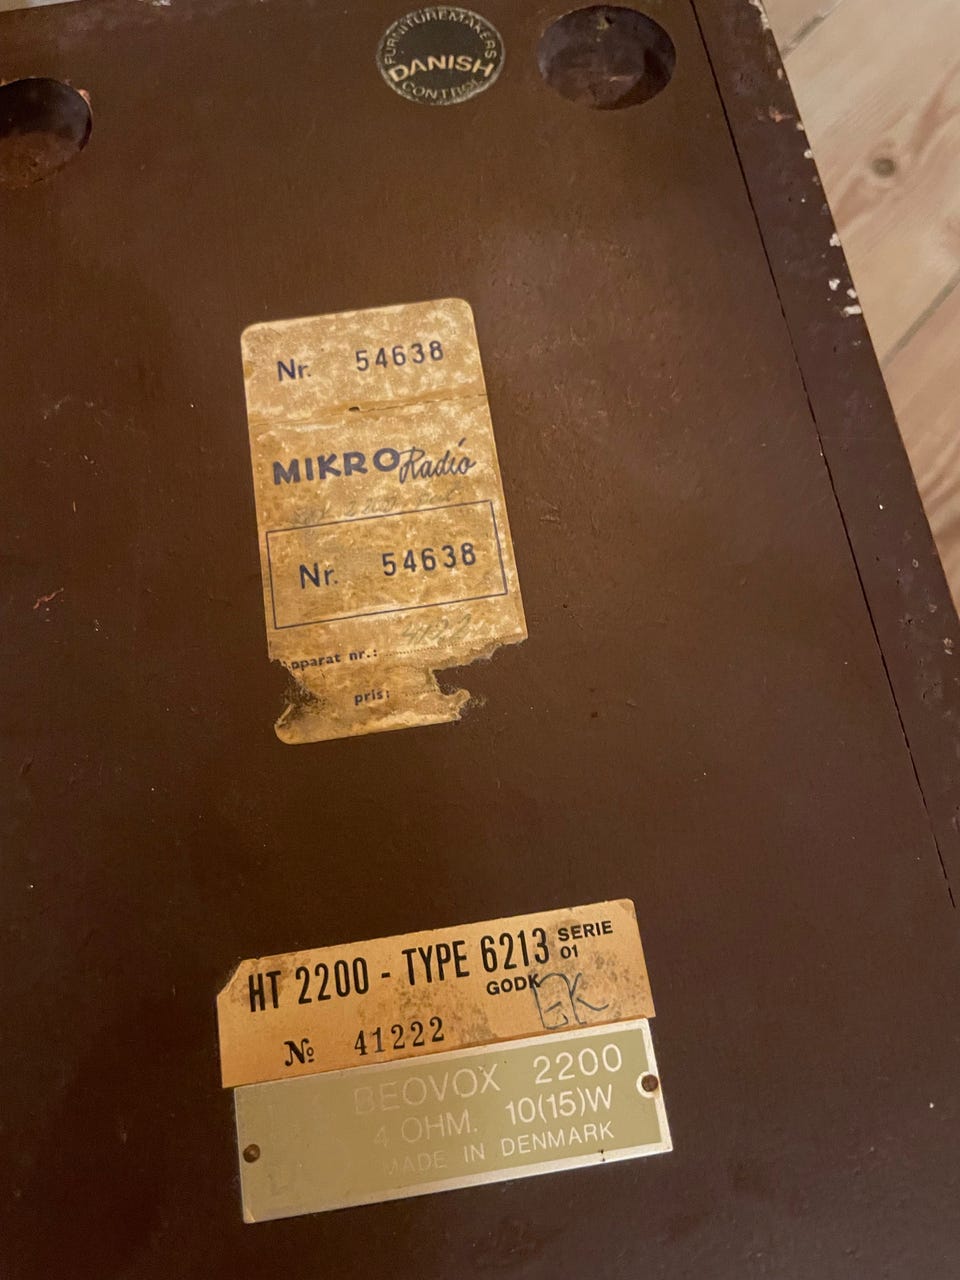 FURNITUREMAKERS
DANISH
CONTROL
Nr. 54638
MIKRO Radio
Nr. 54638
pparat nr.:
pris:
HT 2200 - TYPE 6213 SERIE 01
GODK EK
№ 41222
BEOVOX 2200
4 OHM. 10(15)W
MADE IN DENMARK